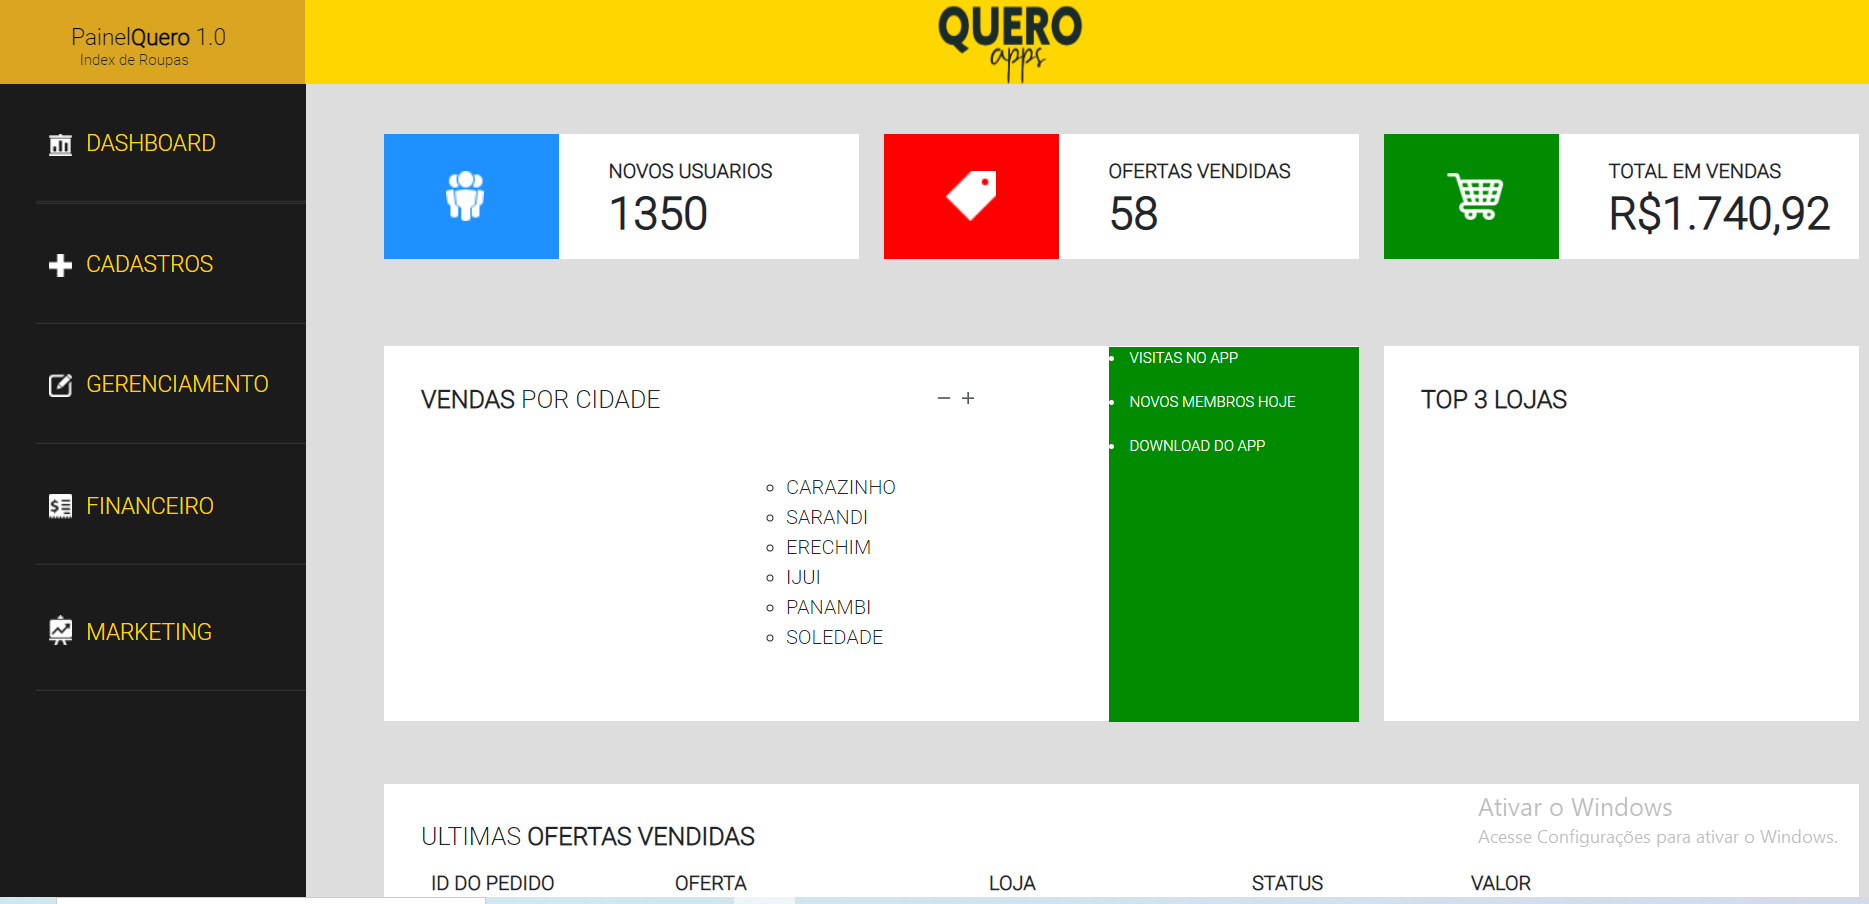 PainelQuero 1.0
Index de Roupas
QUERO
apps
DASHBOARD
CADASTROS
GERENCIAMENTO
FINANCEIRO
MARKETING
NOVOS USUARIOS
1350
OFERTAS VENDIDAS
58
TOTAL EM VENDAS
R$1.740,92
VENDAS POR CIDADE
CARAZINHO
SARANDI
ERECHIM
IJUI
PANAMBI
SOLEDADE
VISITAS NO APP
NOVOS MEMBROS HOJE
DOWNLOAD DO APP
TOP 3 LOJAS
ULTIMAS OFERTAS VENDIDAS
ID DO PEDIDO OFERTA LOJA STATUS VALOR
Ativar o Windows
Acesse Configurações para ativar o Windows.